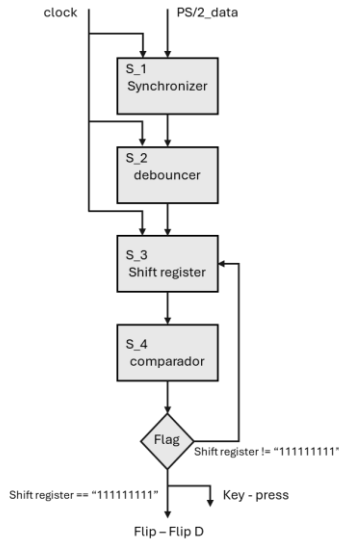 clock PS/2_data
S_1
Synchronizer
S_2
debouncer
S_3
Shift register
S_4
comparador
Flag
Shift register != “111111111”
Shift register == “111111111” Key - press
Flip – Flip D